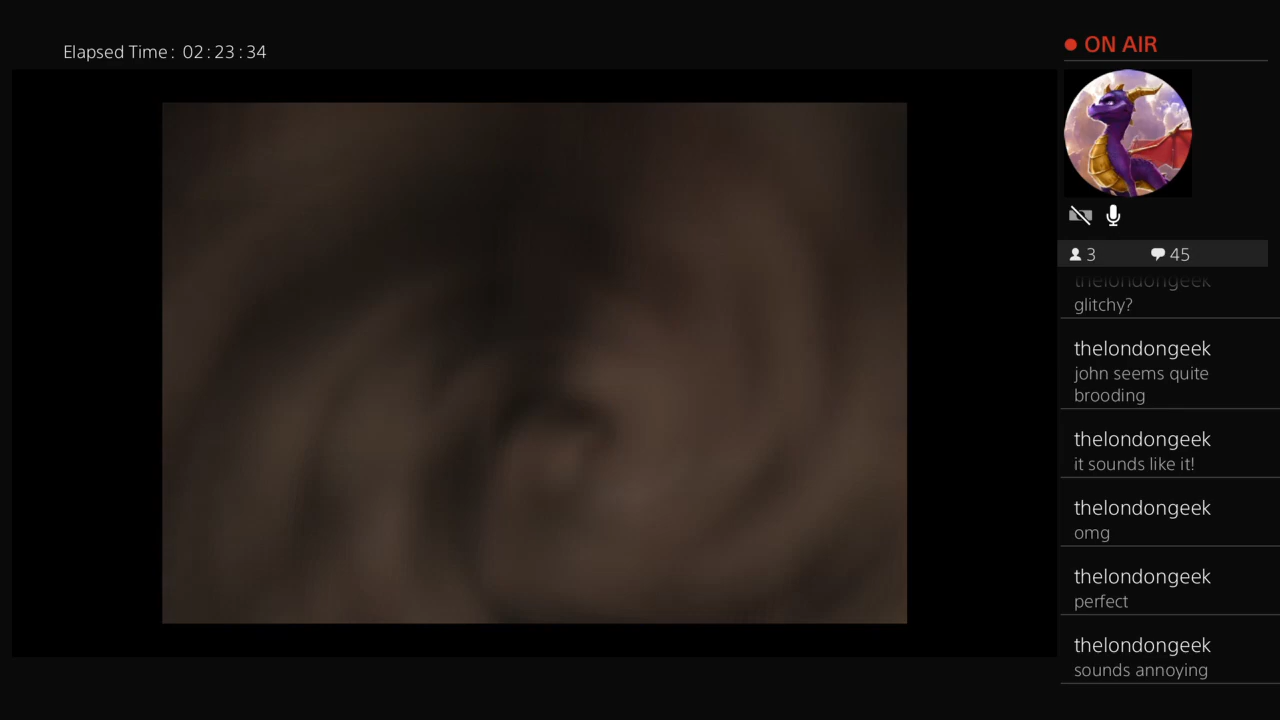 Elapsed Time: 02:23:34
ON AIR
3 45
thelondongeek
glitchy?
thelondongeek
john seems quite
brooding
thelondongeek
it sounds like it!
thelondongeek
omg
thelondongeek
perfect
thelondongeek
sounds annoying